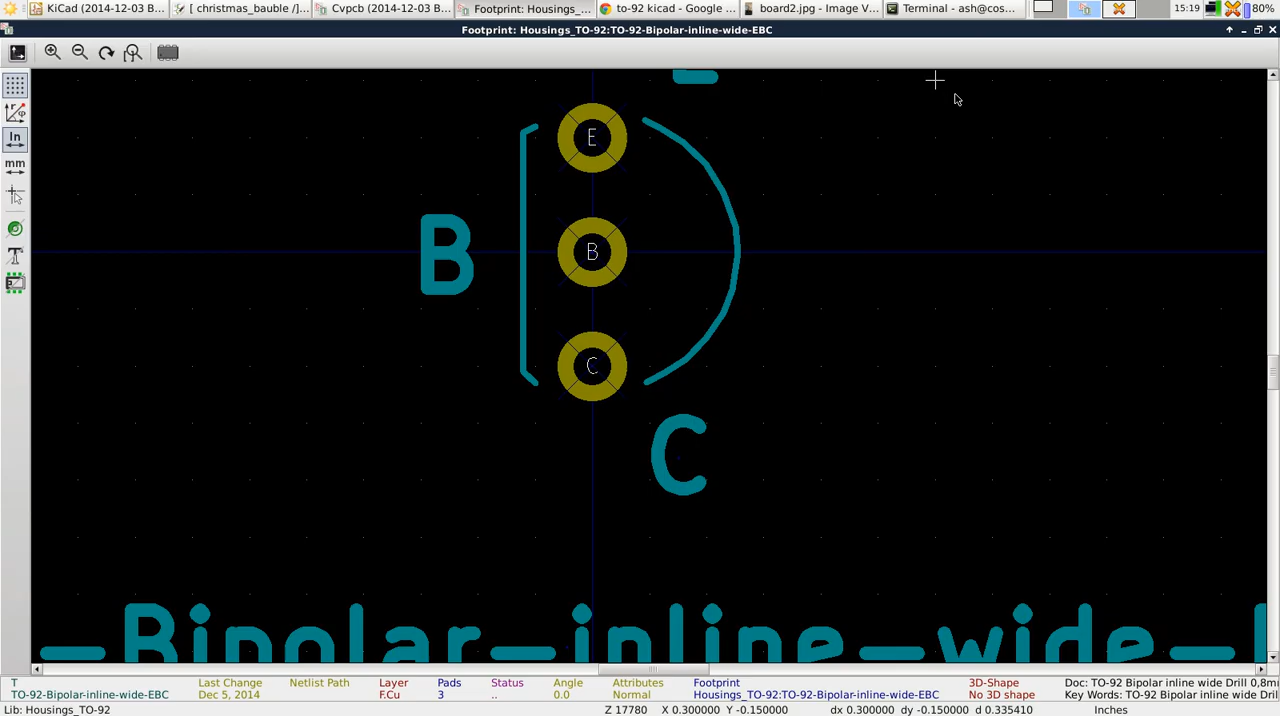 KiCad (2014-12-03 B...
[ christmas_bauble /]...
Cvpcb (2014-12-03 B...
Footprint: Housings_...
to-92 kicad - Google ...
board2.jpg - Image V...
Terminal - ash@cos...
15:19
80%
Footprint: Housings_TO-92:TO-92-Bipolar-inline-wide-EBC
In
mm
E
B
B
C
C
-Bipolar-inline-wide-
T
TO-92-Bipolar-inline-wide-EBC
Last Change
Dec 5, 2014
Netlist Path
Layer
F.Cu
Pads
3
Status
..
Angle
0.0
Attributes
Normal
Footprint
Housings_TO-92:TO-92-Bipolar-inline-wide-EBC
3D-Shape
No 3D shape
Doc: TO-92 Bipolar inline wide Drill 0,8m
Key Words: TO-92 Bipolar inline wide Dril
Lib: Housings_TO-92
Z 17780
X 0.300000 Y -0.150000
dx 0.300000 dy -0.150000 d 0.335410
Inches